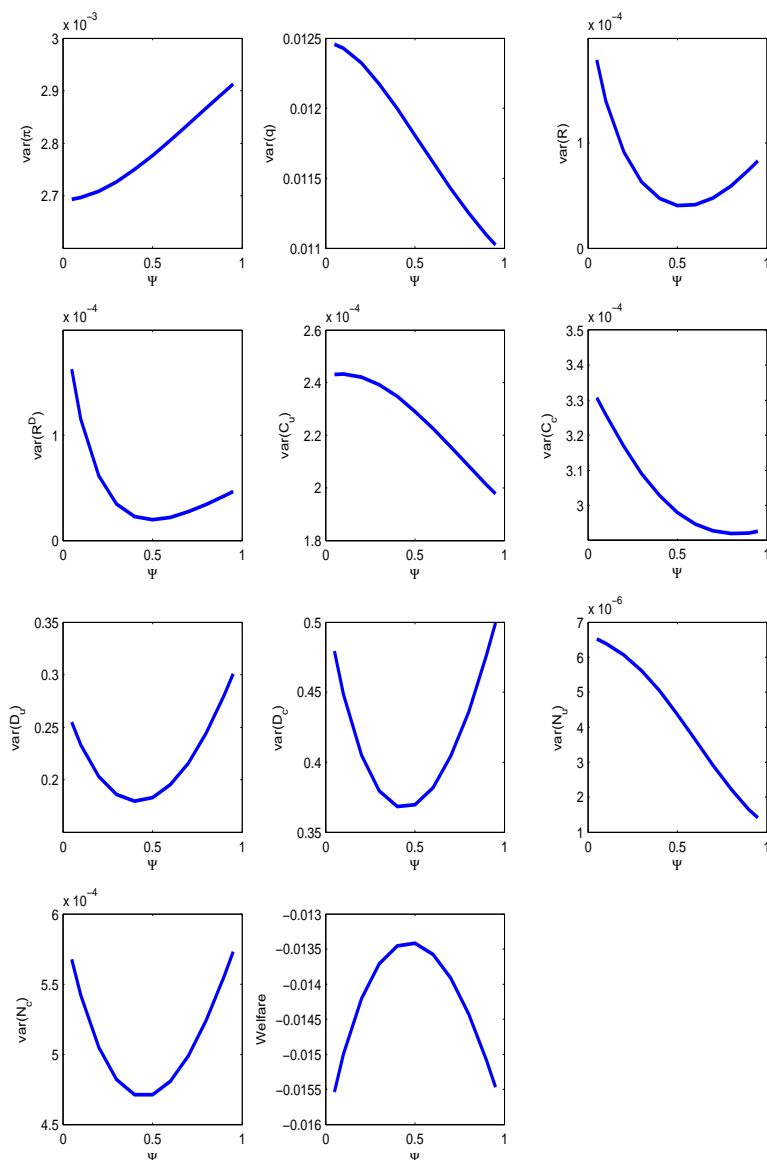 x 10⁻³
3
2.9
2.8
2.7
0
0.5
1
var(π)
Ψ
0.0125
0.012
0.0115
0.011
0
0.5
1
var(q)
Ψ
x 10⁻⁴
1
0
0
0.5
1
var(R)
Ψ
x 10⁻⁴
1
0
0
0.5
1
var(Rᴰ)
Ψ
x 10⁻⁴
2.6
2.4
2.2
2
1.8
0
0.5
1
var(C_u)
Ψ
x 10⁻⁴
3.5
3.4
3.3
3.2
3.1
3
0
0.5
1
var(C_c)
Ψ
0.35
0.3
0.25
0.2
0
0.5
1
var(D_u)
Ψ
0.5
0.45
0.4
0.35
0
0.5
1
var(D_c)
Ψ
x 10⁻⁶
7
6
5
4
3
2
1
0
0.5
1
var(N_u)
Ψ
x 10⁻⁴
6
5.5
5
4.5
0
0.5
1
var(N_c)
Ψ
−0.013
−0.0135
−0.014
−0.0145
−0.015
−0.0155
−0.016
0
0.5
1
Welfare
Ψ